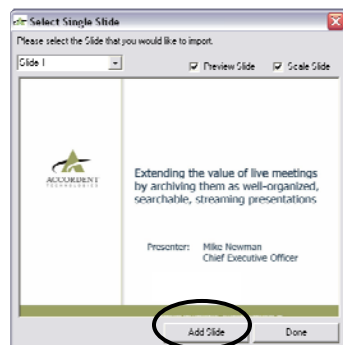 Select Single Slide
Please select the Slide that you would like to import.
Slide 1
Preview Slide
Scale Slide
ACCORDENT
TECHNOLOGIES
Extending the value of live meetings
by archiving them as well-organized,
searchable, streaming presentations
Presenter: Mike Newman
Chief Executive Officer
Add Slide
Done